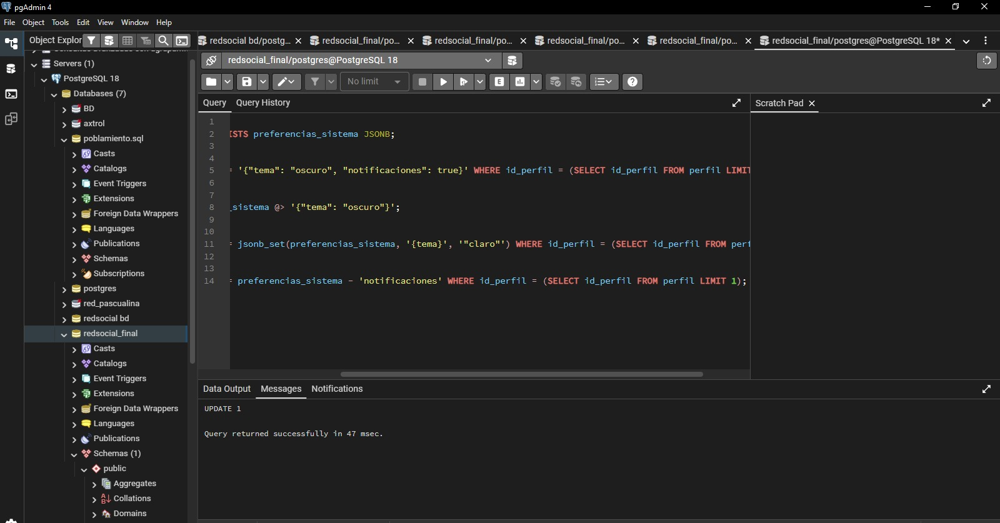 pgAdmin 4
File Object Tools Edit View Window Help
Object Explor
redsocial bd/postg... redsocial_final/po... redsocial_final/po... redsocial_final/po... redsocial_final/po... redsocial_final/postgres@PostgreSQL 18*
redsocial_final/postgres@PostgreSQL 18
No limit
Query Query History
Scratch Pad
1
2 ISTS preferencias_sistema JSONB;
3
4
5 = '{"tema": "oscuro", "notificaciones": true}' WHERE id_perfil = (SELECT id_perfil FROM perfil LIMIT
6
7
8 _sistema @> '{"tema": "oscuro"}';
9
10
11 = jsonb_set(preferencias_sistema, '{tema}', '"claro"') WHERE id_perfil = (SELECT id_perfil FROM perf
12
13
14 = preferencias_sistema - 'notificaciones' WHERE id_perfil = (SELECT id_perfil FROM perfil LIMIT 1);
Data Output Messages Notifications
UPDATE 1
Query returned successfully in 47 msec.
Servers (1)
PostgreSQL 18
Databases (7)
BD
axtrol
poblamiento.sql
Casts
Catalogs
Event Triggers
Extensions
Foreign Data Wrappers
Languages
Publications
Schemas
Subscriptions
postgres
red_pascualina
redsocial bd
redsocial_final
Casts
Catalogs
Event Triggers
Extensions
Foreign Data Wrappers
Languages
Publications
Schemas (1)
public
Aggregates
Collations
Domains